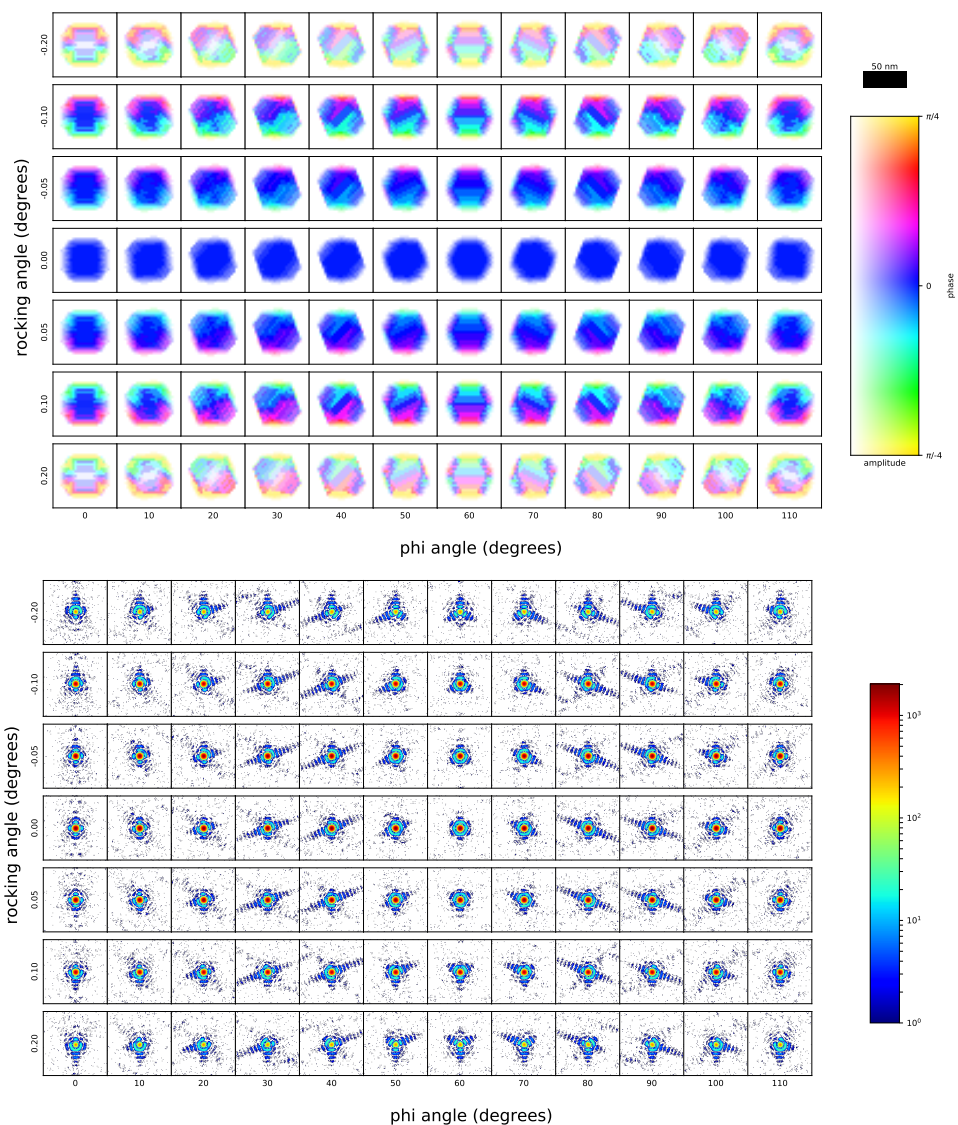 -0.20
-0.10
-0.05
0.00
0.05
0.10
0.20
rocking angle (degrees)
0 10 20 30 40 50 60 70 80 90 100 110
phi angle (degrees)
50 nm
π/4
0
π/-4
phase
amplitude
-0.20
-0.10
-0.05
0.00
0.05
0.10
0.20
rocking angle (degrees)
0 10 20 30 40 50 60 70 80 90 100 110
phi angle (degrees)
10³
10²
10¹
10⁰